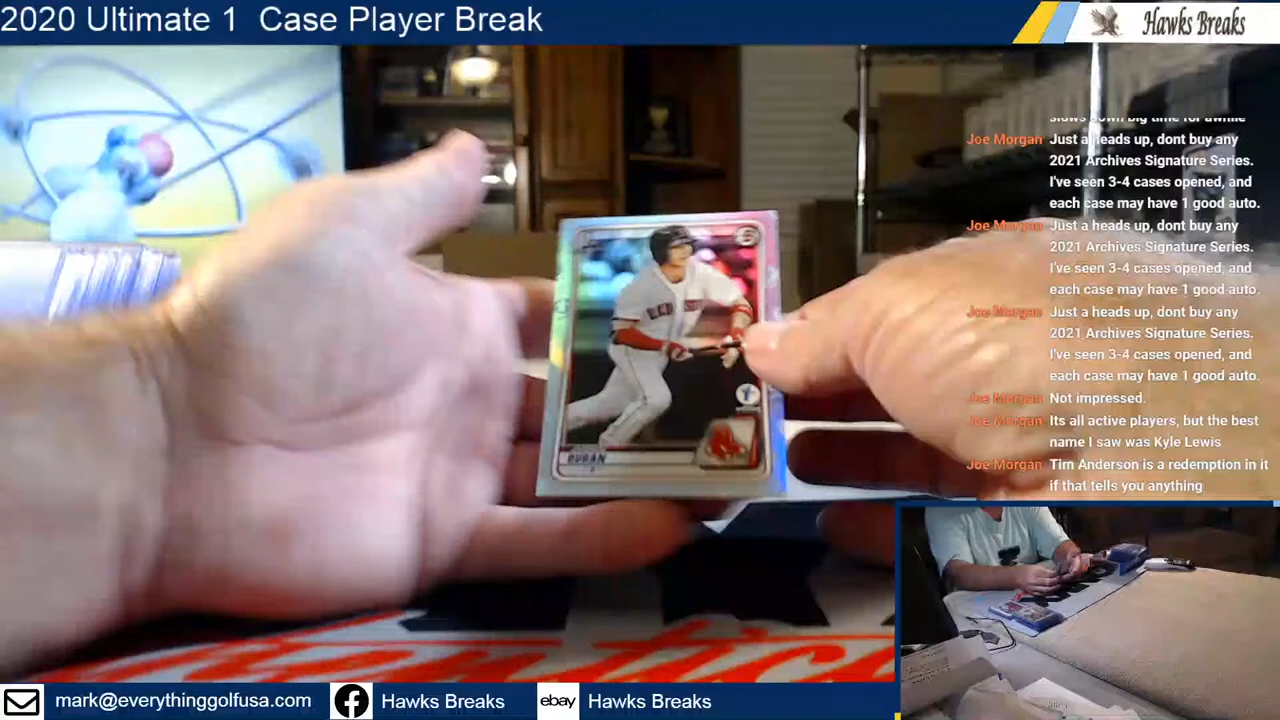 2020 Ultimate 1 Case Player Break
Hawks Breaks
slows down big time for awhile
Joe Morgan Just a heads up, dont buy any
2021 Archives Signature Series.
I've seen 3-4 cases opened, and
each case may have 1 good auto.
Joe Morgan Just a heads up, dont buy any
2021 Archives Signature Series.
I've seen 3-4 cases opened, and
each case may have 1 good auto.
Joe Morgan Just a heads up, dont buy any
2021 Archives Signature Series.
I've seen 3-4 cases opened, and
each case may have 1 good auto.
Joe Morgan Not impressed.
Joe Morgan Its all active players, but the best
name I saw was Kyle Lewis
Joe Morgan Tim Anderson is a redemption in it
if that tells you anything
DURAN
mark@everythinggolfusa.com
Hawks Breaks
ebay
Hawks Breaks